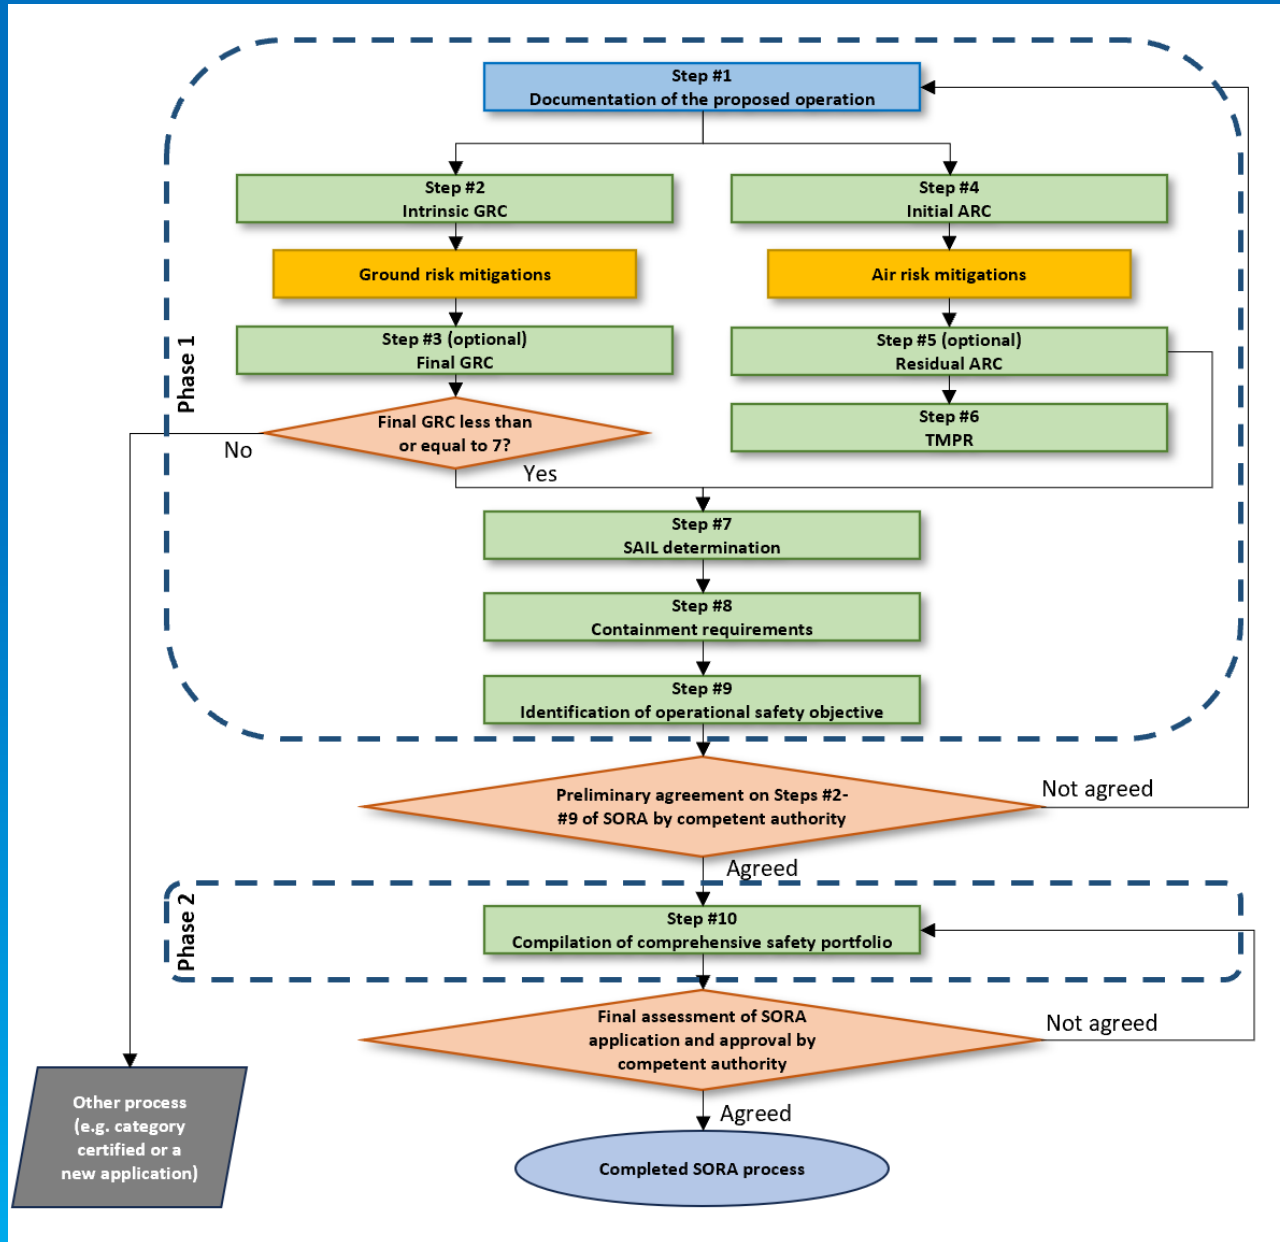 Step #1
Documentation of the proposed operation
Step #2
Intrinsic GRC
Step #4
Initial ARC
Ground risk mitigations
Air risk mitigations
Step #3 (optional)
Final GRC
Step #5 (optional)
Residual ARC
Phase 1
Final GRC less than
or equal to 7?
Step #6
TMPR
No
Yes
Step #7
SAIL determination
Step #8
Containment requirements
Step #9
Identification of operational safety objective
Preliminary agreement on Steps #2-
#9 of SORA by competent authority
Not agreed
Agreed
Phase 2
Step #10
Compilation of comprehensive safety portfolio
Final assessment of SORA
application and approval by
competent authority
Not agreed
Agreed
Other process
(e.g. category
certified or a
new application)
Completed SORA process